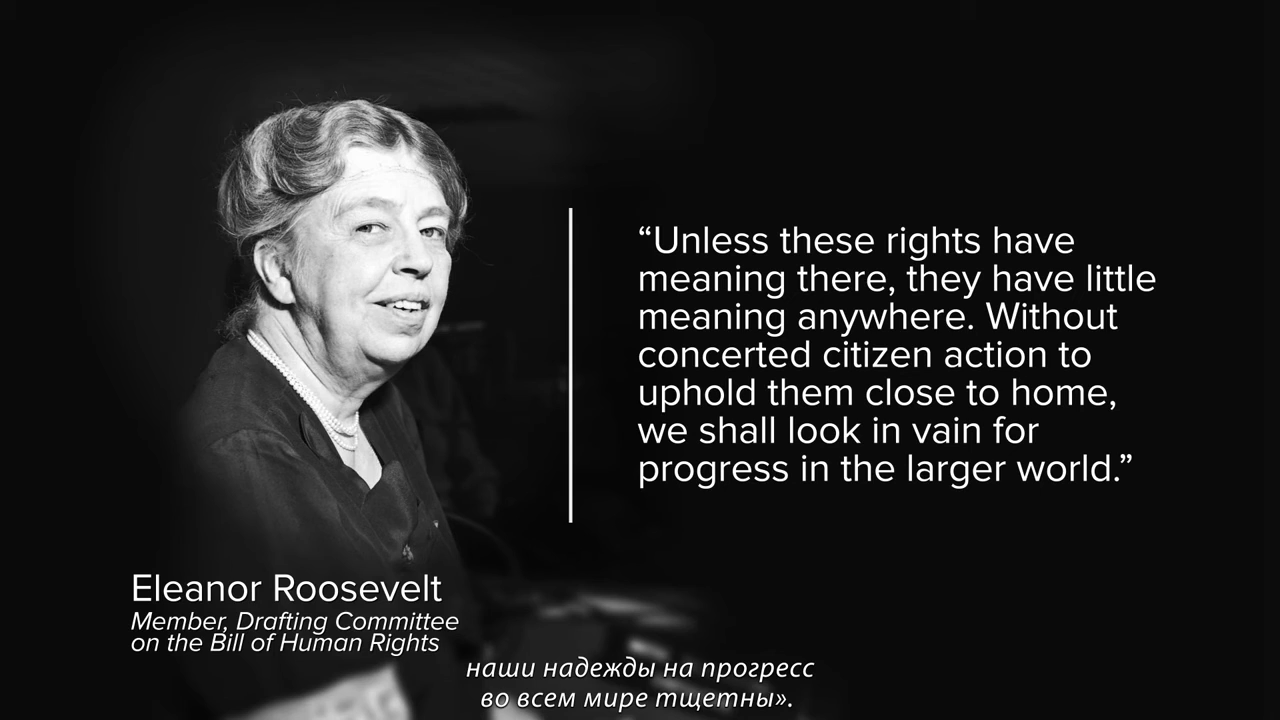 “Unless these rights have
meaning there, they have little
meaning anywhere. Without
concerted citizen action to
uphold them close to home,
we shall look in vain for
progress in the larger world.”
Eleanor Roosevelt
Member, Drafting Committee
on the Bill of Human Rights
наши надежды на прогресс
во всем мире тщетны».